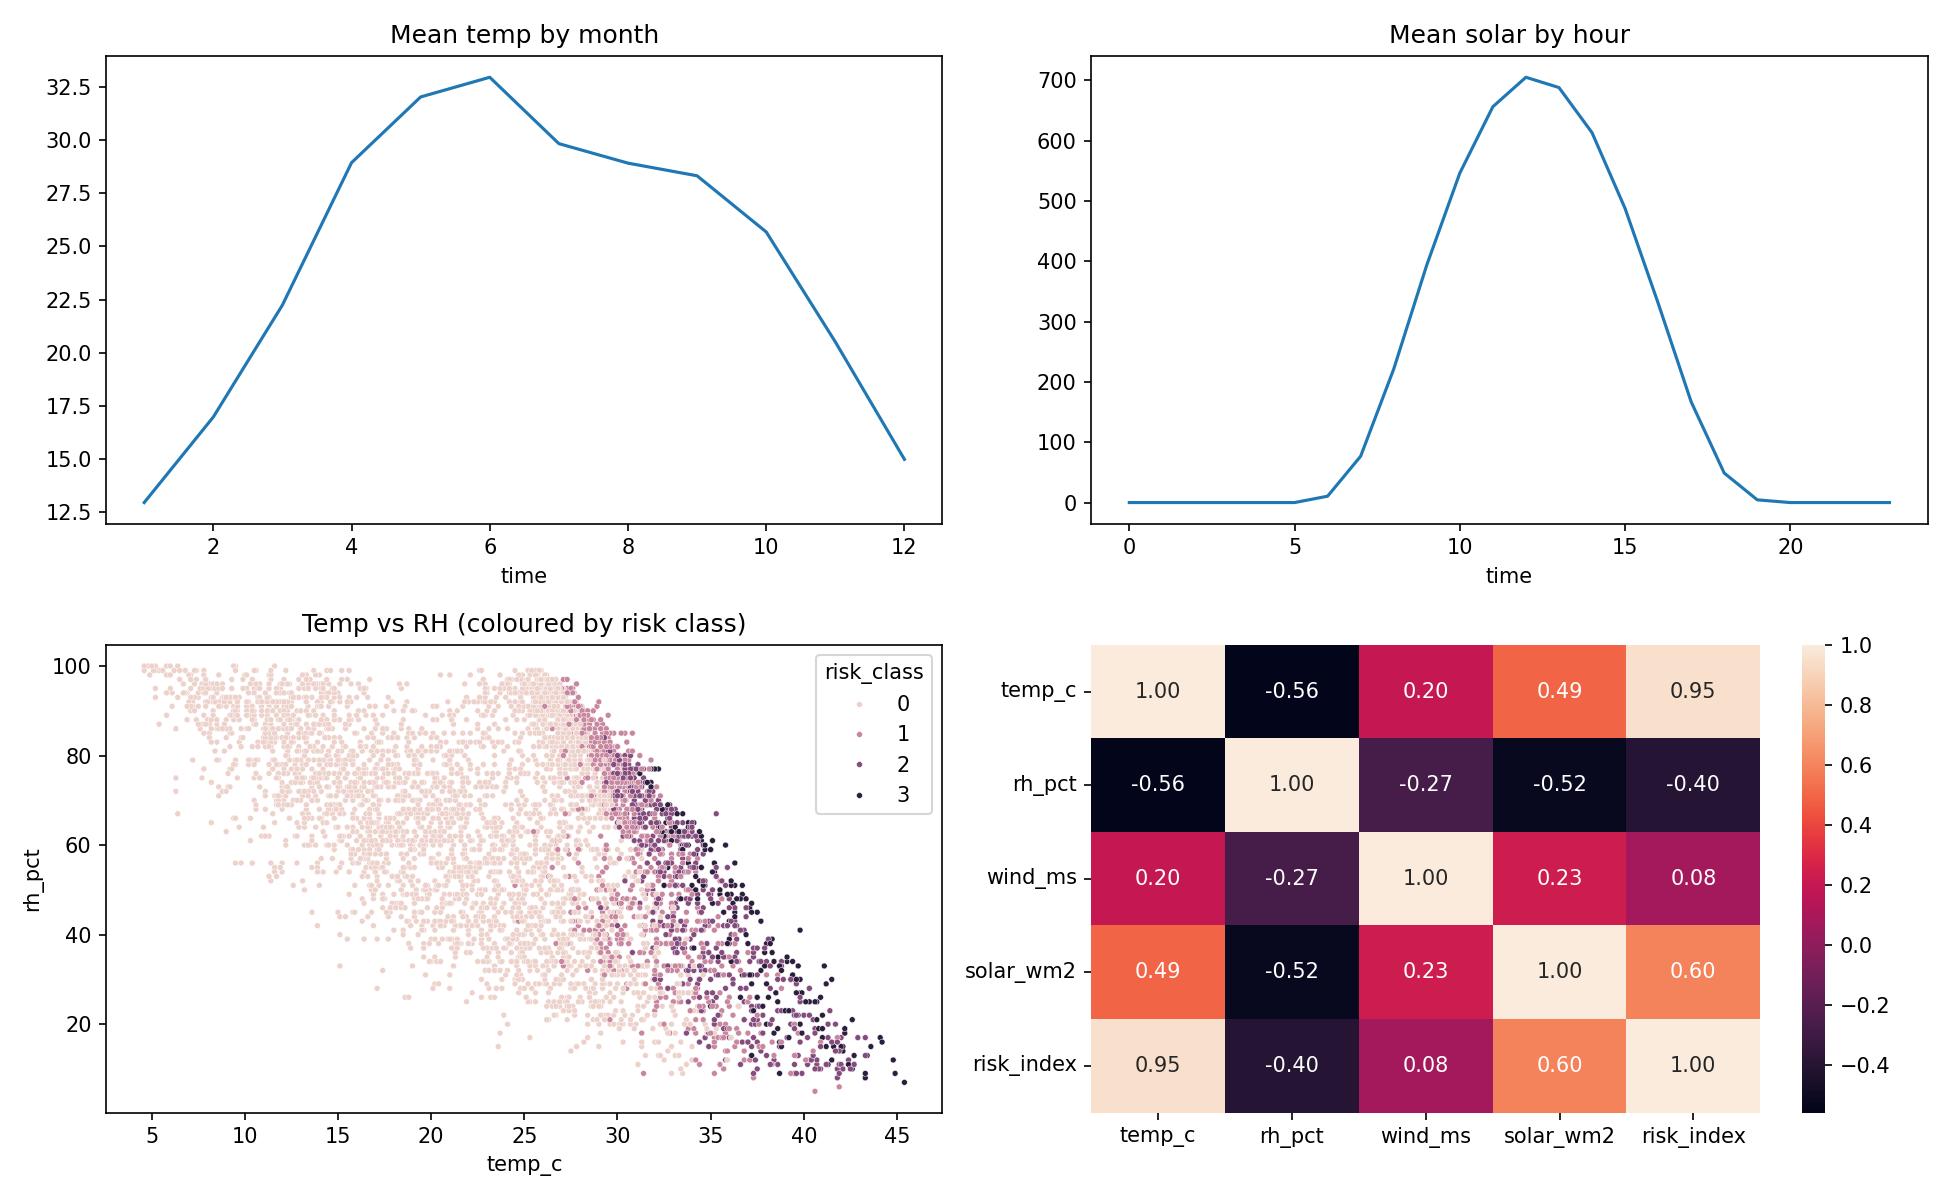 Mean temp by month
32.5
30.0
27.5
25.0
22.5
20.0
17.5
15.0
12.5
2 4 6 8 10 12
time
Mean solar by hour
700
600
500
400
300
200
100
0
0 5 10 15 20
time
Temp vs RH (coloured by risk class)
rh_pct
100
80
60
40
20
risk_class
0
1
2
3
5 10 15 20 25 30 35 40 45
temp_c
temp_c 1.00 -0.56 0.20 0.49 0.95
rh_pct -0.56 1.00 -0.27 -0.52 -0.40
wind_ms 0.20 -0.27 1.00 0.23 0.08
solar_wm2 0.49 -0.52 0.23 1.00 0.60
risk_index 0.95 -0.40 0.08 0.60 1.00
temp_c rh_pct wind_ms solar_wm2 risk_index
1.0
0.8
0.6
0.4
0.2
0.0
−0.2
−0.4